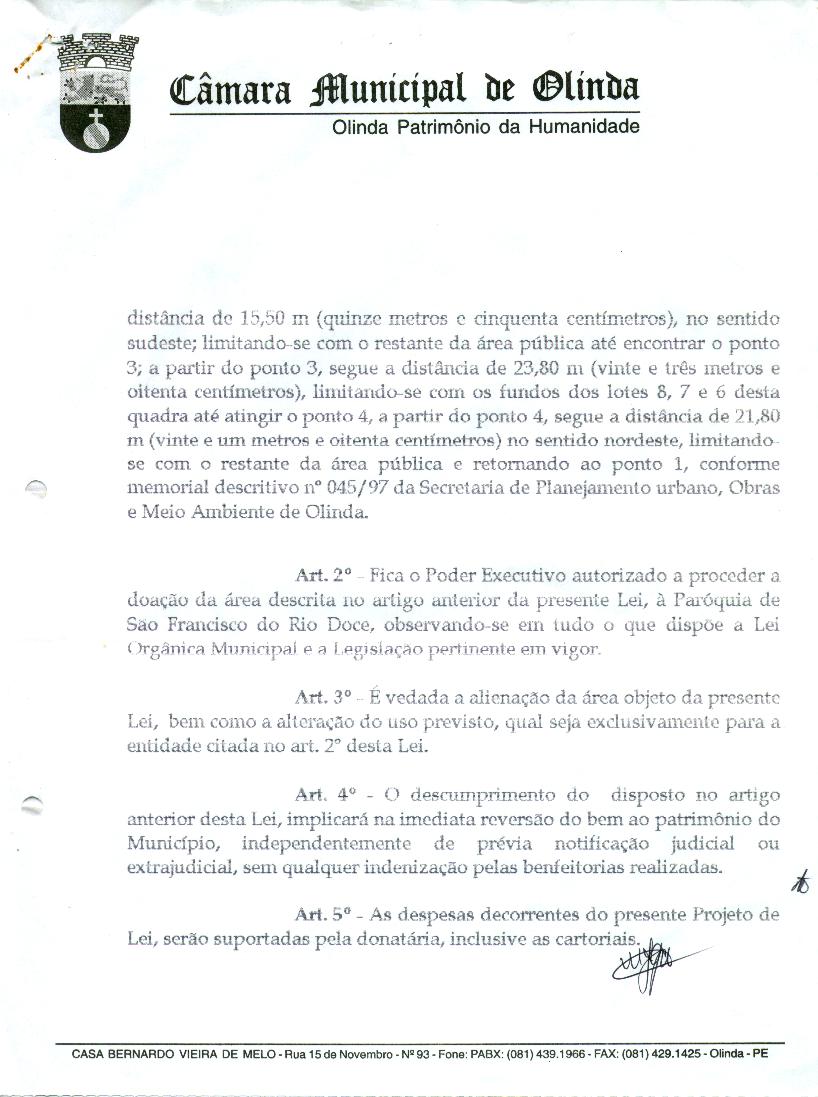 Câmara Municipal de Olinda
Olinda Patrimônio da Humanidade
distância de 15,50 m (quinze metros e cinquenta centímetros), no sentido
sudeste; limitando-se com o restante da área pública até encontrar o ponto
3; a partir do ponto 3, segue a distância de 23,80 m (vinte e três metros e
oitenta centímetros), limitando-se com os fundos dos lotes 8, 7 e 6 desta
quadra até atingir o ponto 4, a partir do ponto 4, segue a distância de 21,80
m (vinte e um metros e oitenta centímetros) no sentido nordeste, limitando-
se com o restante da área pública e retornando ao ponto 1, conforme
memorial descritivo nº 045/97 da Secretaria de Planejamento urbano, Obras
e Meio Ambiente de Olinda.
Art. 2º - Fica o Poder Executivo autorizado a proceder a
doação da área descrita no artigo anterior da presente Lei, à Paróquia de
São Francisco do Rio Doce, observando-se em tudo o que dispõe a Lei
Orgânica Municipal e a Legislação pertinente em vigor.
Art. 3º - É vedada a alienação da área objeto da presente
Lei, bem como a alteração do uso previsto, qual seja exclusivamente para a
entidade citada no art. 2º desta Lei.
Art. 4º - O descumprimento do disposto no artigo
anterior desta Lei, implicará na imediata reversão do bem ao patrimônio do
Município, independentemente de prévia notificação judicial ou
extrajudicial, sem qualquer indenização pelas benfeitorias realizadas.
Art. 5º - As despesas decorrentes do presente Projeto de
Lei, serão suportadas pela donatária, inclusive as cartoriais.
CASA BERNARDO VIEIRA DE MELO - Rua 15 de Novembro - Nº 93 - Fone: PABX: (081) 439.1966 - FAX: (081) 429.1425 - Olinda - PE